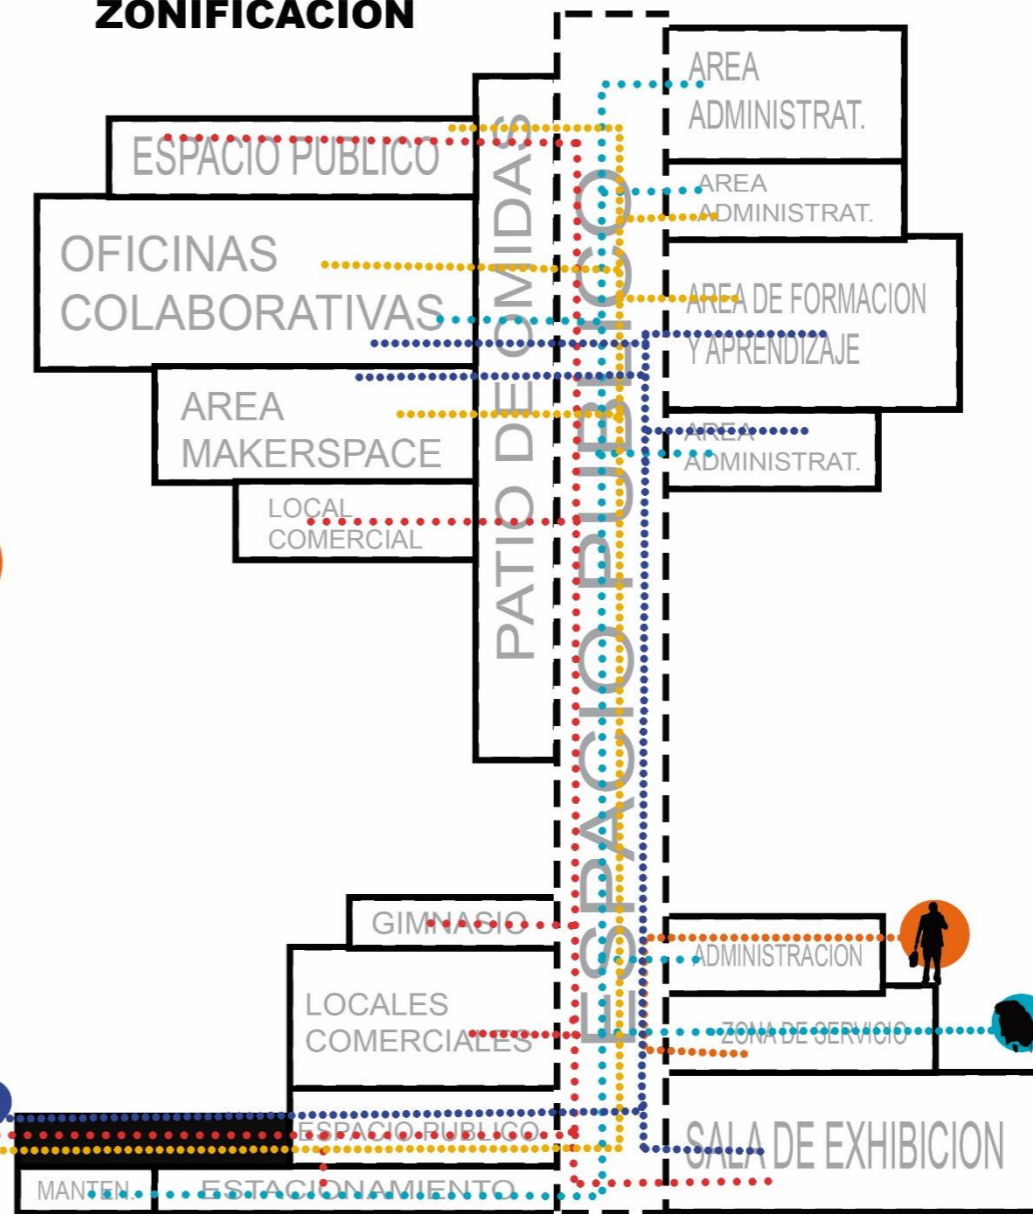 ZONIFICACION
ESPACIO PUBLICO
OFICINAS
COLABORATIVAS
AREA
MAKERSPACE
LOCAL
COMERCIAL
PATIO DE OMIDAS
ESPACIO PUBLICO
AREA
ADMINISTRAT.
AREA
ADMINISTRAT.
AREA DE FORMACION
Y APRENDIZAJE
AREA
ADMINISTRAT.
GIMNASIO
LOCALES
COMERCIALES
ESPACIO PUBLICO
MANTEN.
ESTACIONAMIENTO
ADMINISTRACION
ZONA DE SERVICIO
SALA DE EXHIBICION